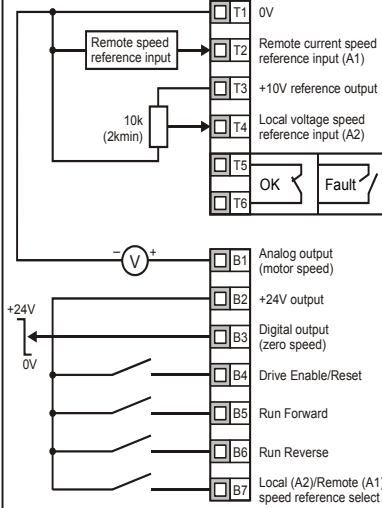 T1 0V
Remote speed
reference input
T2 Remote current speed
reference input (A1)
T3 +10V reference output
10k
(2kmin)
T4 Local voltage speed
reference input (A2)
T5
OK
Fault
T6
− V +
B1 Analog output
(motor speed)
B2 +24V output
+24V
0V
B3 Digital output
(zero speed)
B4 Drive Enable/Reset
B5 Run Forward
B6 Run Reverse
B7 Local (A2)/Remote (A1)
speed reference select